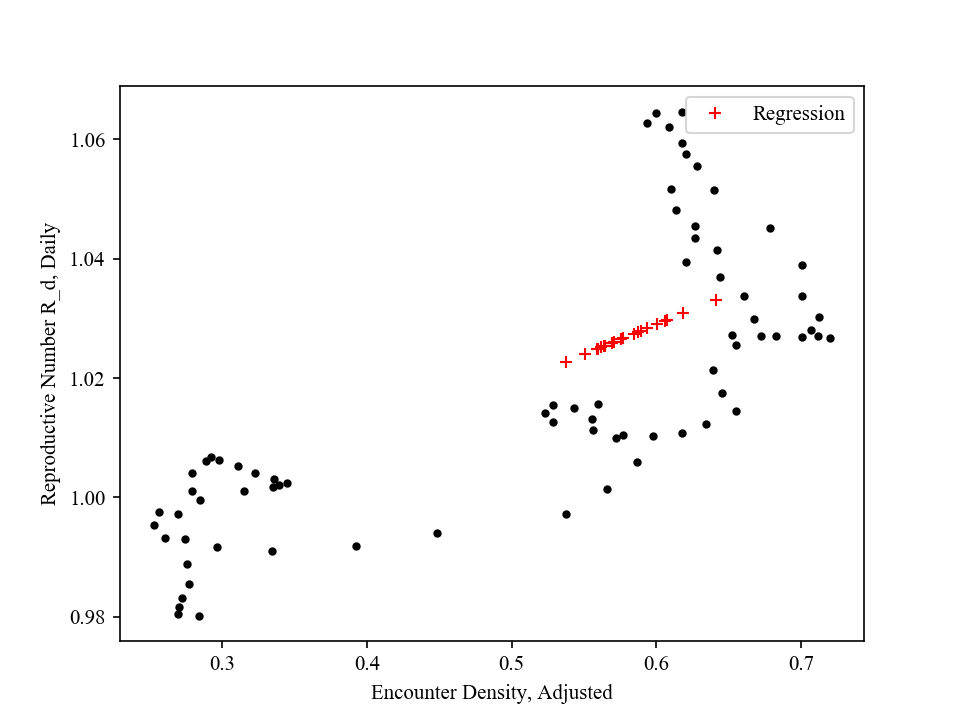 Regression
1.06
1.04
1.02
1.00
0.98
Reproductive Number R_d, Daily
0.3 0.4 0.5 0.6 0.7
Encounter Density, Adjusted